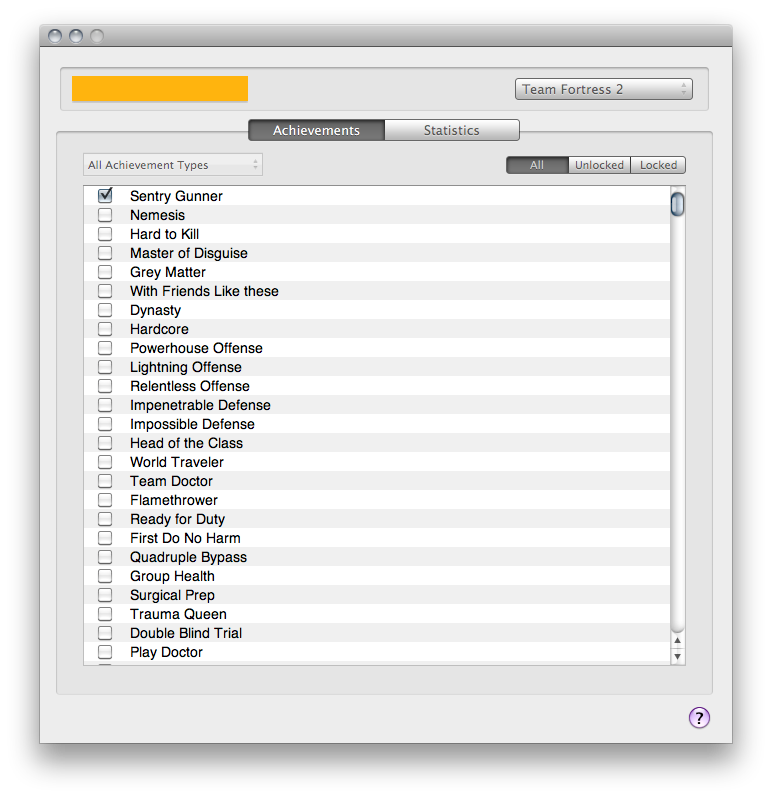 Team Fortress 2
Achievements
Statistics
All Achievement Types
All
Unlocked
Locked
Sentry Gunner
Nemesis
Hard to Kill
Master of Disguise
Grey Matter
With Friends Like these
Dynasty
Hardcore
Powerhouse Offense
Lightning Offense
Relentless Offense
Impenetrable Defense
Impossible Defense
Head of the Class
World Traveler
Team Doctor
Flamethrower
Ready for Duty
First Do No Harm
Quadruple Bypass
Group Health
Surgical Prep
Trauma Queen
Double Blind Trial
Play Doctor
?